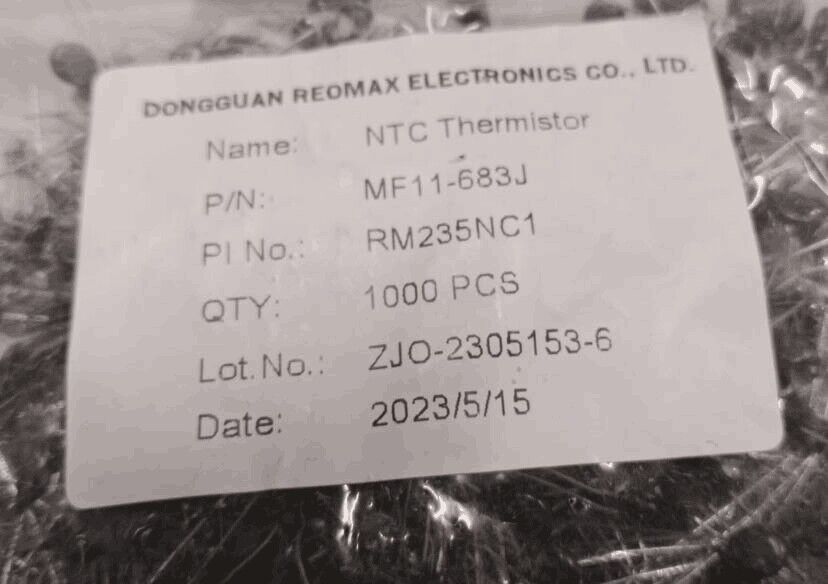 DONGGUAN REOMAX ELECTRONICS CO., LTD.
Name: NTC Thermistor
P/N: MF11-683J
PI No.: RM235NC1
QTY: 1000 PCS
Lot.No.: ZJO-2305153-6
Date: 2023/5/15